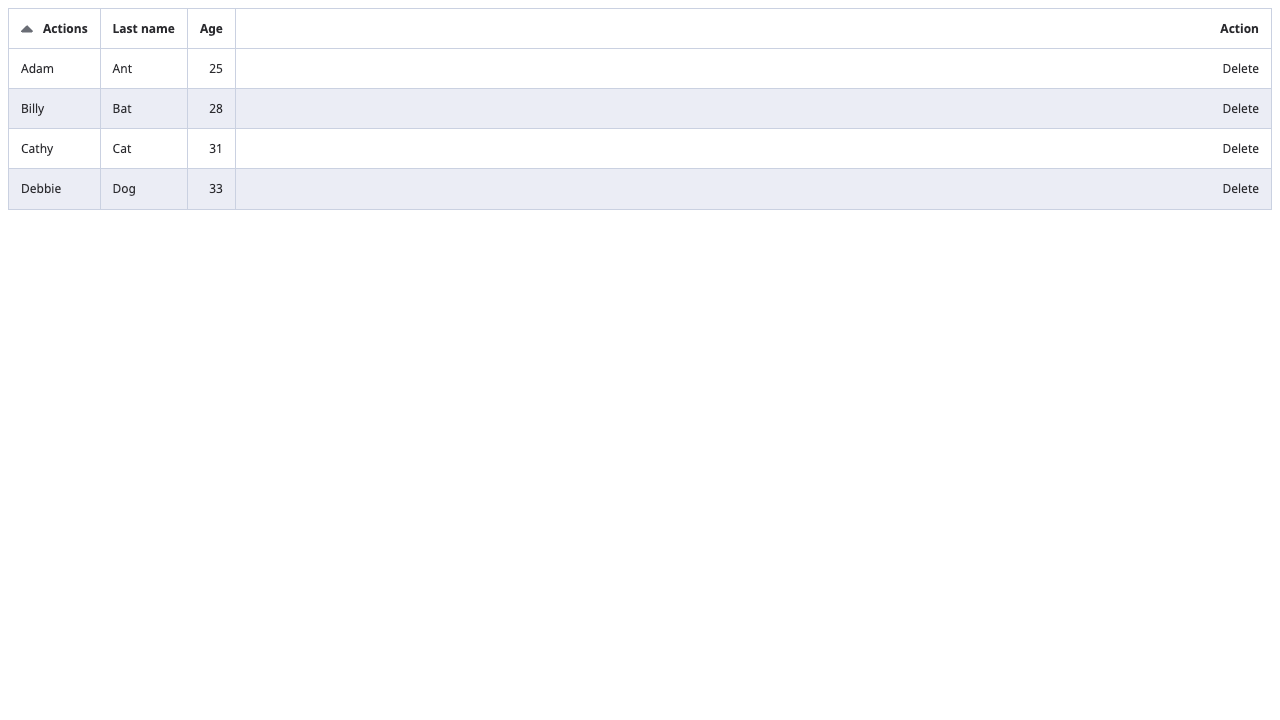 Actions Last name Age Action
Adam Ant 25 Delete
Billy Bat 28 Delete
Cathy Cat 31 Delete
Debbie Dog 33 Delete